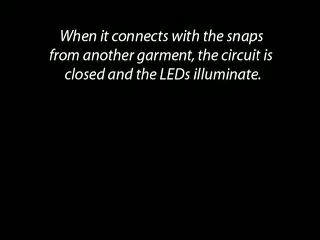 When it connects with the snaps
from another garment, the circuit is
closed and the LEDs illuminate.